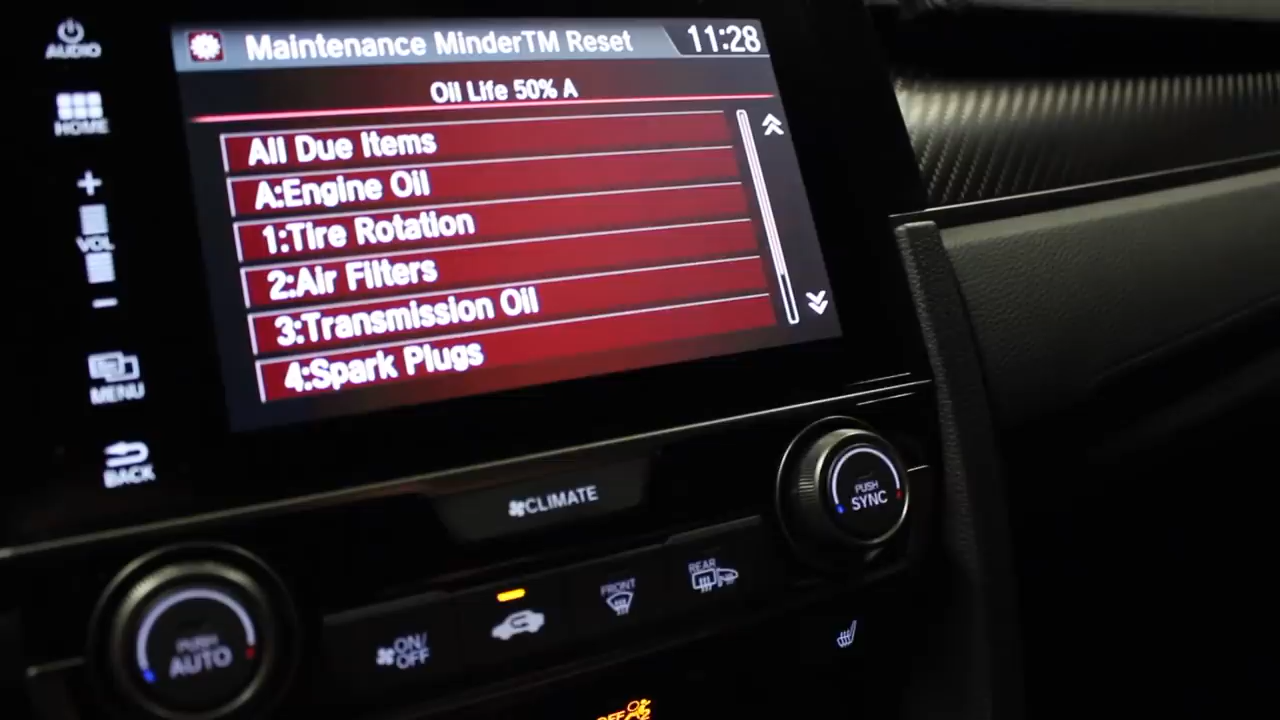 AUDIO
Maintenance MinderTM Reset
11:28
Oil Life 50% A
HOME
All Due Items
A:Engine Oil
+
VOL
-
1:Tire Rotation
2:Air Filters
3:Transmission Oil
4:Spark Plugs
MENU
BACK
CLIMATE
PUSH
SYNC
PUSH
AUTO
ON/
OFF
FRONT
REAR
OFF